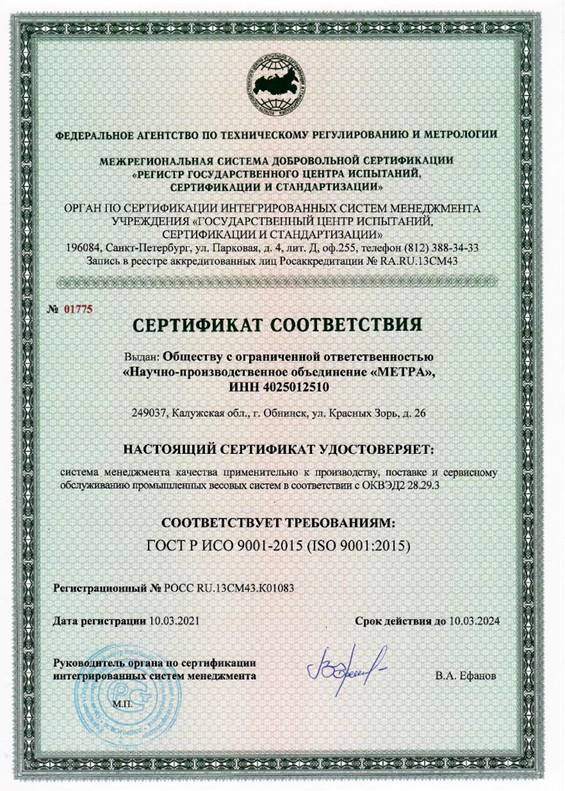 ФЕДЕРАЛЬНОЕ АГЕНТСТВО ПО ТЕХНИЧЕСКОМУ РЕГУЛИРОВАНИЮ И МЕТРОЛОГИИ
МЕЖРЕГИОНАЛЬНАЯ СИСТЕМА ДОБРОВОЛЬНОЙ СЕРТИФИКАЦИИ
«РЕГИСТР ГОСУДАРСТВЕННОГО ЦЕНТРА ИСПЫТАНИЙ,
СЕРТИФИКАЦИИ И СТАНДАРТИЗАЦИИ»
ОРГАН ПО СЕРТИФИКАЦИИ ИНТЕГРИРОВАННЫХ СИСТЕМ МЕНЕДЖМЕНТА
УЧРЕЖДЕНИЯ «ГОСУДАРСТВЕННЫЙ ЦЕНТР ИСПЫТАНИЙ,
СЕРТИФИКАЦИИ И СТАНДАРТИЗАЦИИ»
196084, Санкт-Петербург, ул. Парковая, д. 4, лит. Д, оф.255, телефон (812) 388-34-33
Запись в реестре аккредитованных лиц Росаккредитации № RA.RU.13СМ43
№ 01775
СЕРТИФИКАТ СООТВЕТСТВИЯ
Выдан: Обществу с ограниченной ответственностью
«Научно-производственное объединение «МЕТРА»,
ИНН 4025012510
249037, Калужская обл., г. Обнинск, ул. Красных Зорь, д. 26
НАСТОЯЩИЙ СЕРТИФИКАТ УДОСТОВЕРЯЕТ:
система менеджмента качества применительно к производству, поставке и сервисному
обслуживанию промышленных весовых систем в соответствии с ОКВЭД2 28.29.3
СООТВЕТСТВУЕТ ТРЕБОВАНИЯМ:
ГОСТ Р ИСО 9001-2015 (ISO 9001:2015)
Регистрационный № РОСС RU.13СМ43.К01083
Дата регистрации 10.03.2021 Срок действия до 10.03.2024
Руководитель органа по сертификации
интегрированных систем менеджмента В.А. Ефанов
М.П.